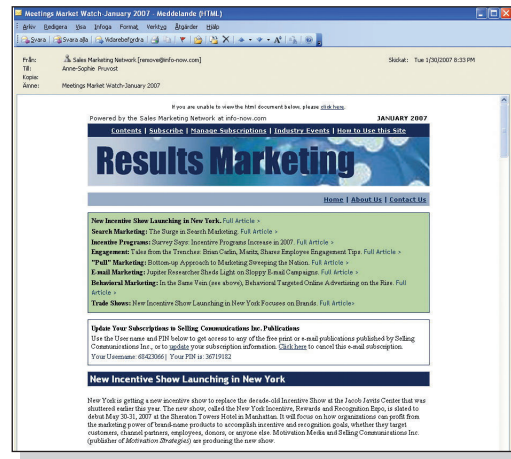 Meetings Market Watch-January 2007 - Meddelande (HTML)
Arkiv Redigera Visa Infoga Format Verktyg Åtgärder Hjälp
Svara Svara alla Vidarebefordra
Från: Sales Marketing Network [remove@info-now.com] Skickat: Tue 1/30/2007 8:33 PM
Till: Anne-Sophie Pruvost
Kopia:
Ämne: Meetings Market Watch-January 2007
If you are unable to view the html document below, please click here.
Powered by the Sales Marketing Network at info-now.com JANUARY 2007
Contents | Subscribe | Manage Subscriptions | Industry Events | How to Use this Site
Results Marketing
Home | About Us | Contact Us
New Incentive Show Launching in New York. Full Article »
Search Marketing: The Surge in Search Marketing. Full Article »
Incentive Programs: Survey Says: Incentive Programs Increase in 2007. Full Article »
Engagement: Tales from the Trenches: Brian Carlin, Maritz, Shares Employee Engagement Tips. Full Article »
"Pull" Marketing: Bottom-up Approach to Marketing Sweeping the Nation. Full Article »
E-mail Marketing: Jupiter Researcher Sheds Light on Sloppy E-mail Campaigns. Full Article »
Behavioral Marketing: In the Same Vein (see above), Behavioral Targeted Online Advertising on the Rise. Full
Article »
Trade Shows: New Incentive Show Launching in New York Focuses on Brands. Full Article»
Update Your Subscriptions to Selling Communications Inc. Publications
Use the User name and PIN below to get access to any of the free print or e-mail publications published by Selling
Communications Inc., or to update your subscription information. Click here to cancel this e-mail subscription.
Your Username: 68423066 | Your PIN is: 36719182
New Incentive Show Launching in New York
New York is getting a new incentive show to replace the decade-old Incentive Show at the Jacob Javits Center that was
shuttered earlier this year. The new show, called the New York Incentive, Rewards and Recognition Expo, is slated to
debut May 30-31, 2007 at the Sheraton Towers Hotel in Manhattan. It will focus on how organizations can profit from
the marketing power of brand-name products to accomplish incentive and recognition goals, whether they target
customers, channel partners, employees, donors, or anyone else. Motivation Media and Selling Communications Inc.
(publisher of Motivation Strategies) are producing the new show.